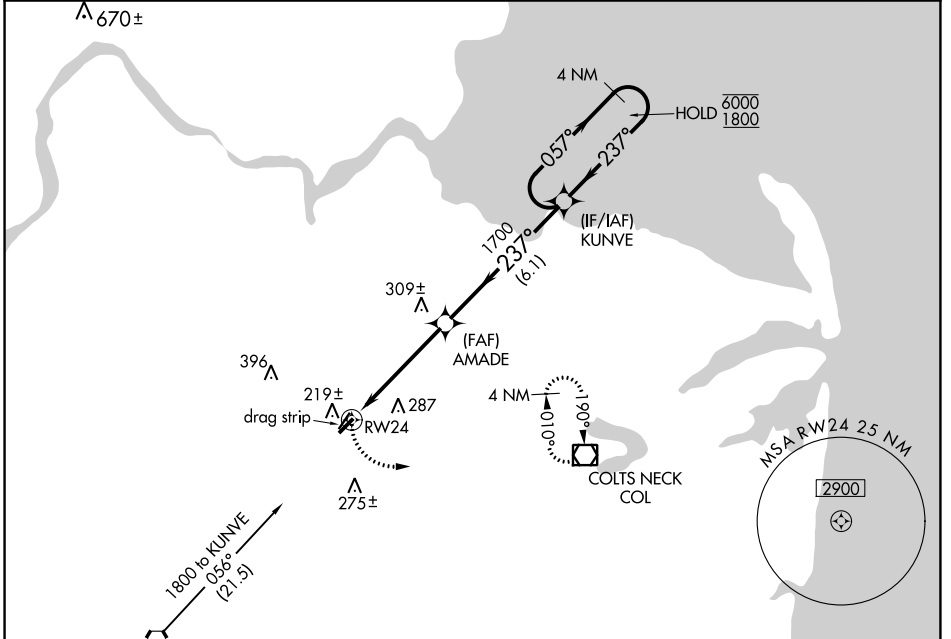 670±
4 NM
HOLD 6000
1800
057°
237°
(IF/IAF)
KUNVE
1700
237°
(6.1)
309±
(FAF)
AMADE
396
219±
287
drag strip
RW24
4 NM
010°
190°
COLTS NECK
COL
275±
MSA RW24 25 NM
2900
1800 to KUNVE
056°
(21.5)